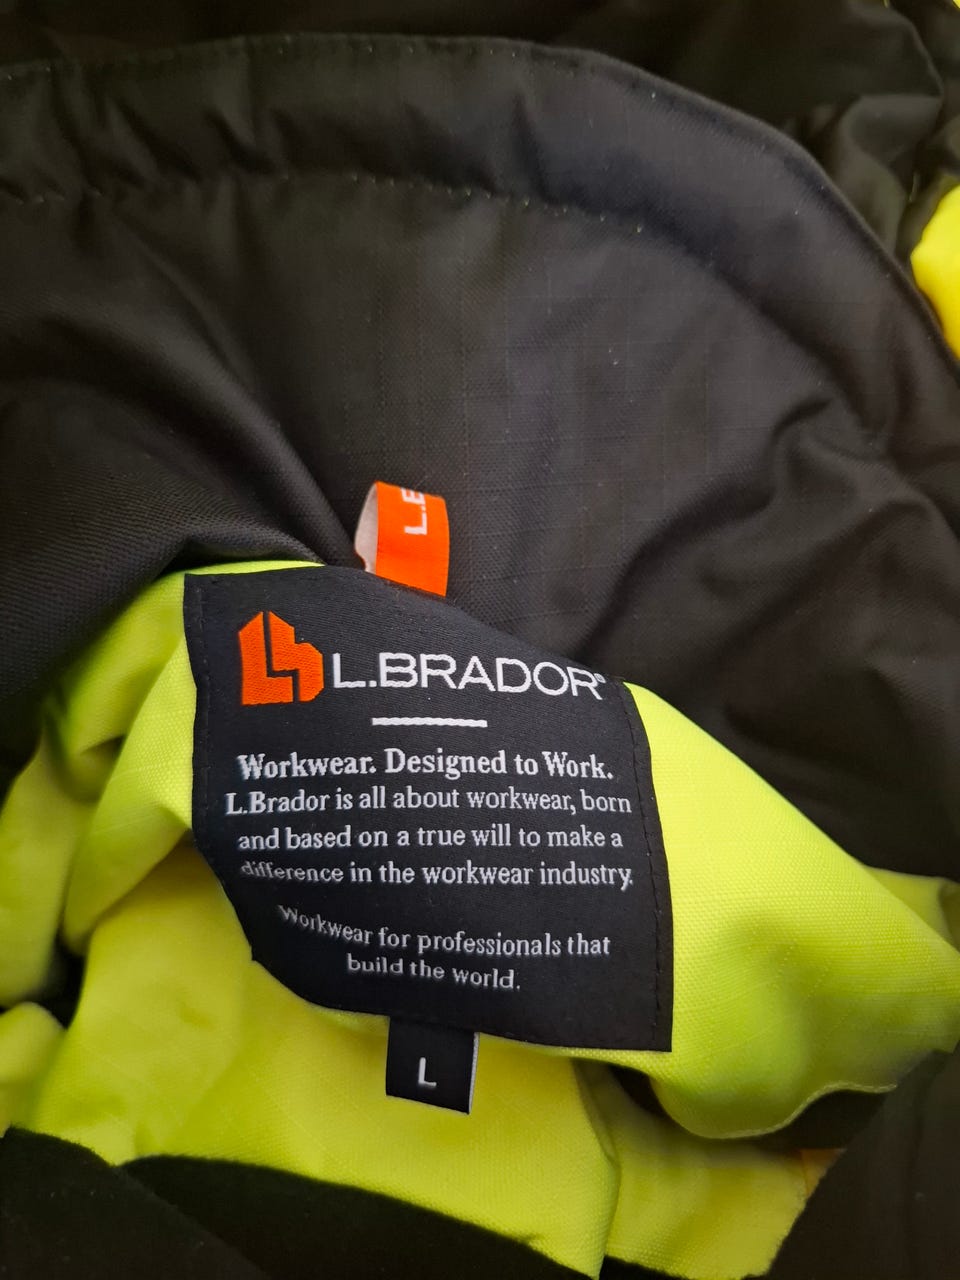 L.B
L.BRADOR®
Workwear. Designed to Work.
L.Brador is all about workwear, born
and based on a true will to make a
difference in the workwear industry.
Workwear for professionals that
build the world.
L